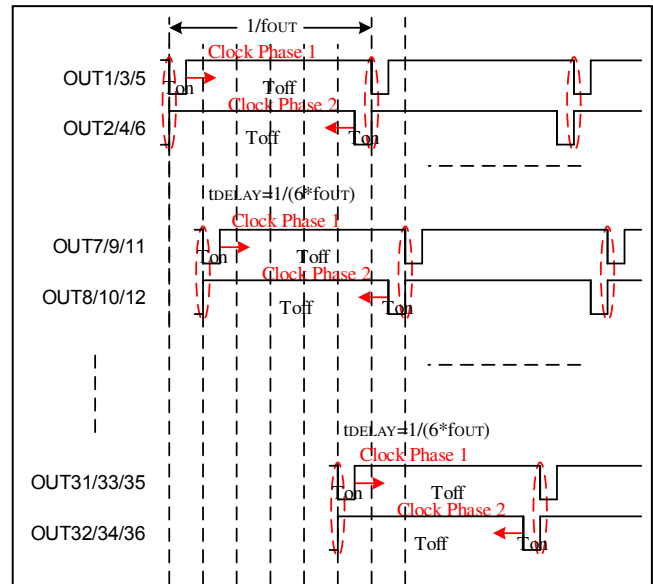 1/fOUT
Clock Phase 1
OUT1/3/5
Ton
Toff
Clock Phase 2
OUT2/4/6
Toff
Ton
tDELAY=1/(6*fOUT)
Clock Phase 1
OUT7/9/11
Ton
Toff
Clock Phase 2
OUT8/10/12
Toff
Ton
tDELAY=1/(6*fOUT)
Clock Phase 1
OUT31/33/35
Ton
Toff
Clock Phase 2
OUT32/34/36
Toff
Ton